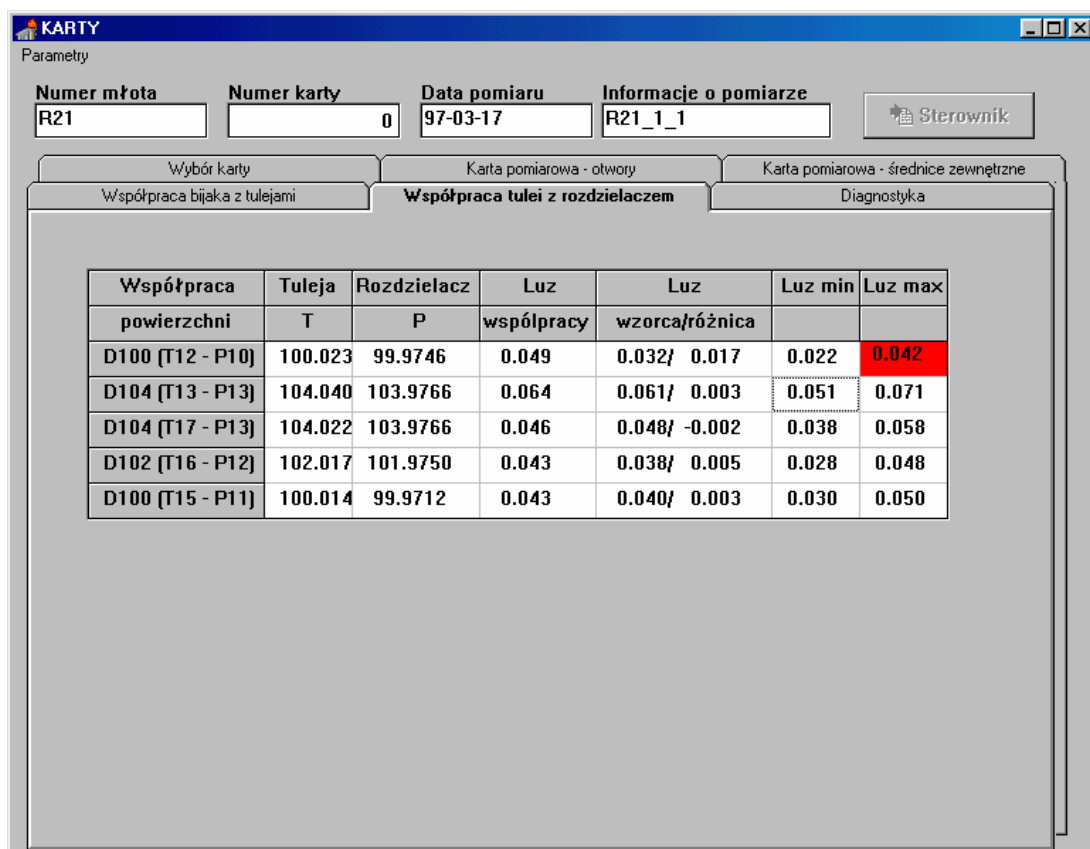 KARTY
Parametry
Numer młota Numer karty Data pomiaru Informacje o pomiarze
R21 0 97-03-17 R21_1_1 Sterownik
Wybór karty Karta pomiarowa - otwory Karta pomiarowa - średnice zewnętrzne
Współpraca bijaka z tulejami Współpraca tulei z rozdzielaczem Diagnostyka
Współpraca Tuleja Rozdzielacz Luz Luz Luz min Luz max
powierzchni T P wspólpracy wzorca/różnica
D100 (T12 - P10) 100.023 99.9746 0.049 0.032/ 0.017 0.022 0.042
D104 (T13 - P13) 104.040 103.9766 0.064 0.061/ 0.003 0.051 0.071
D104 (T17 - P13) 104.022 103.9766 0.046 0.048/ -0.002 0.038 0.058
D102 (T16 - P12) 102.017 101.9750 0.043 0.038/ 0.005 0.028 0.048
D100 (T15 - P11) 100.014 99.9712 0.043 0.040/ 0.003 0.030 0.050